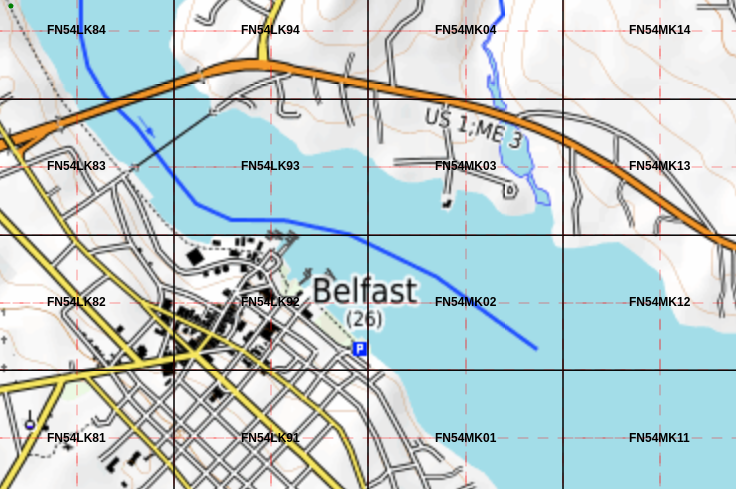 FN54LK84 FN54LK94 FN54MK04 FN54MK14
US 1;ME 3
FN54LK83 FN54LK93 FN54MK03 FN54MK13
Belfast
FN54LK82 FN54LK92 FN54MK02 FN54MK12
(26)
P
FN54LK81 FN54LK91 FN54MK01 FN54MK11